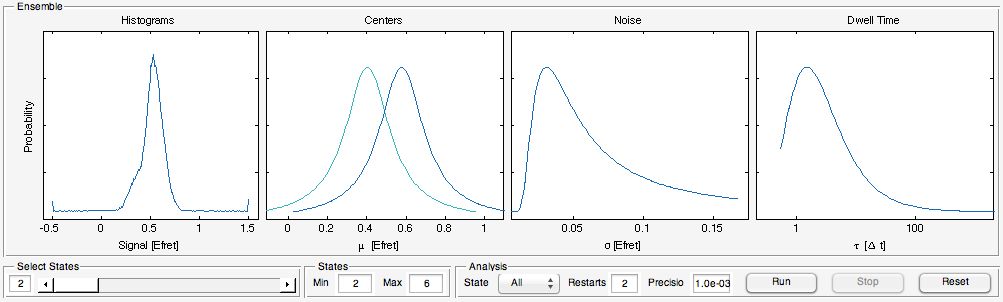 Ensemble
Histograms Centers Noise Dwell Time
Probability
-0.5 0 0.5 1 1.5 0 0.2 0.4 0.6 0.8 1 0.05 0.1 0.15 1 100
Signal [Efret] μ [Efret] σ[Efret] τ [Δ t]
Select States States Analysis
2 Min 2 Max 6 State All Restarts 2 Precisio 1.0e-03 Run Stop Reset